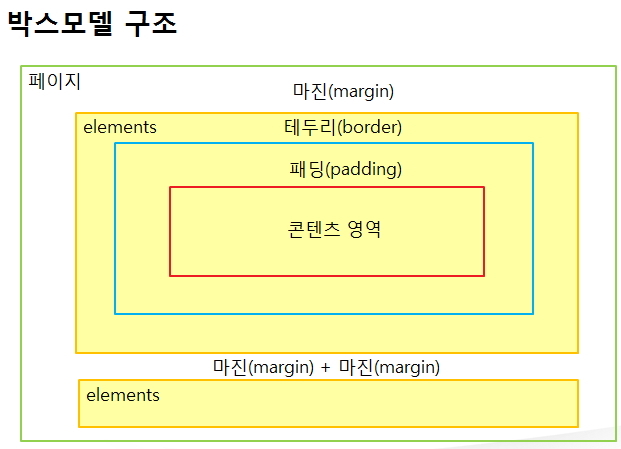 박스모델 구조
페이지
마진(margin)
elements
테두리(border)
패딩(padding)
콘텐츠 영역
마진(margin) + 마진(margin)
elements